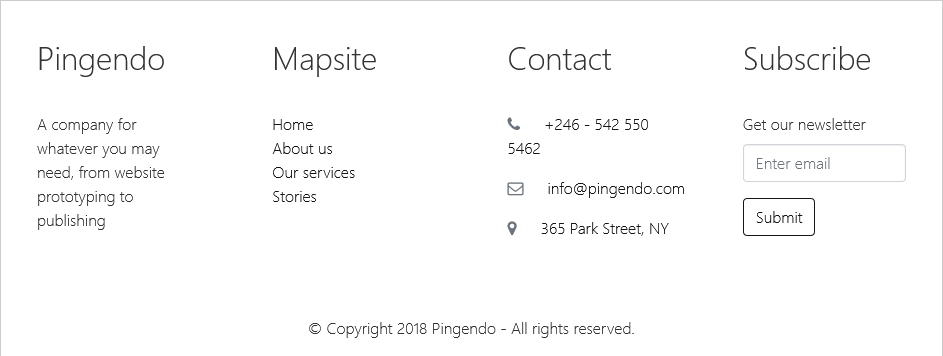 Pingendo
A company for
whatever you may
need, from website
prototyping to
publishing
Mapsite
Home
About us
Our services
Stories
Contact
+246 - 542 550
5462
info@pingendo.com
365 Park Street, NY
Subscribe
Get our newsletter
Enter email
Submit
© Copyright 2018 Pingendo - All rights reserved.